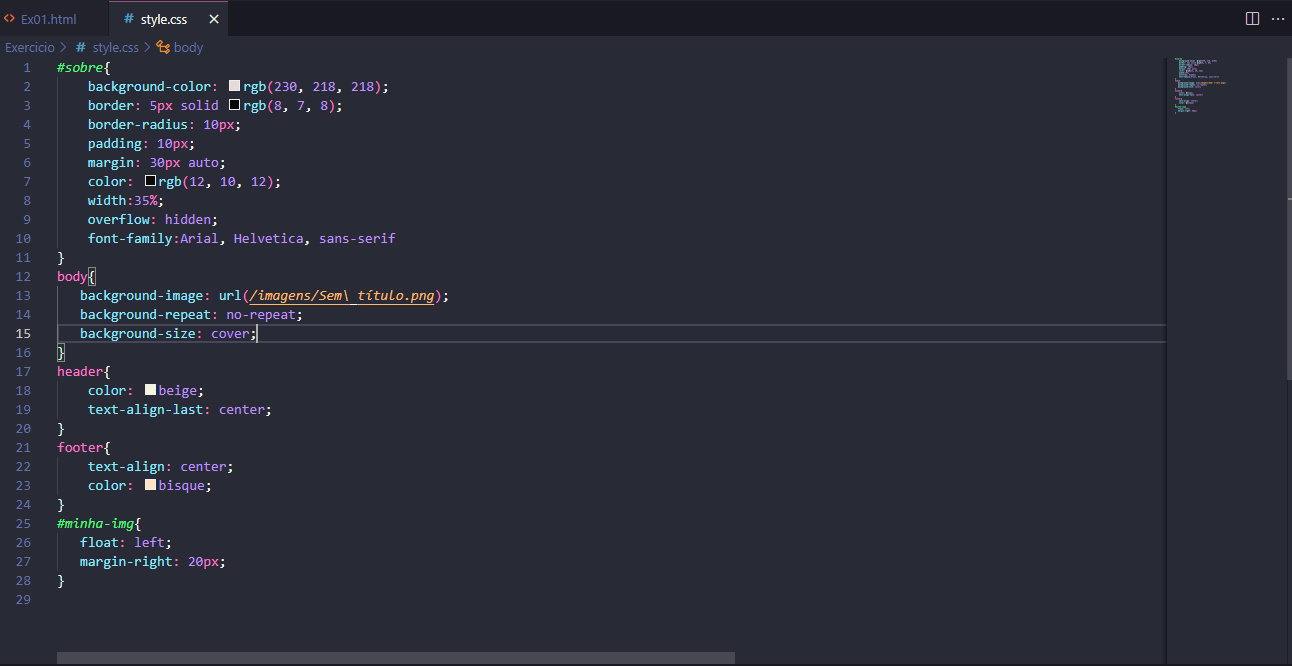 Ex01.html # style.css ×
Exercicio > # style.css > body
1 #sobre{
2 background-color: rgb(230, 218, 218);
3 border: 5px solid rgb(8, 7, 8);
4 border-radius: 10px;
5 padding: 10px;
6 margin: 30px auto;
7 color: rgb(12, 10, 12);
8 width:35%;
9 overflow: hidden;
10 font-family:Arial, Helvetica, sans-serif
11 }
12 body{
13 background-image: url(/imagens/Sem\ título.png);
14 background-repeat: no-repeat;
15 background-size: cover;
16 }
17 header{
18 color: beige;
19 text-align-last: center;
20 }
21 footer{
22 text-align: center;
23 color: bisque;
24 }
25 #minha-img{
26 float: left;
27 margin-right: 20px;
28 }
29